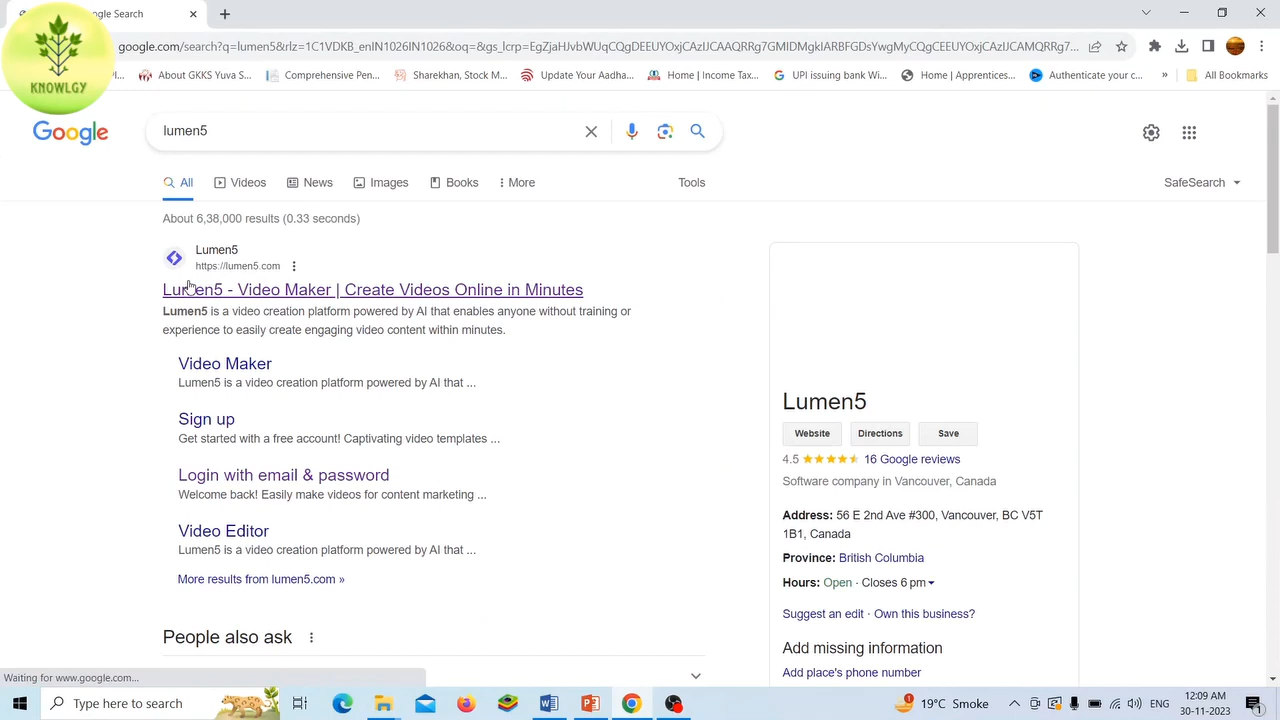 gle Search
google.com/search?q=lumen5&rlz=1C1VDKB_enIN1026IN1026&oq=&gs_lcrp=EgZjaHJvbWUqCQgDEEUYOxjCAzIJCAAQRRg7GMIDMgkIARBFGDsYwgMyCQgCEEUYOxjCAzIJCAMQRRg7...
About GKKS Yuva S...
Comprehensive Pen...
Sharekhan, Stock M...
Update Your Aadha...
Home | Income Tax...
UPI issuing bank Wi...
Home | Apprentices...
Authenticate your c...
»
All Bookmarks
KNOWLGY
Google
lumen5
All
Videos
News
Images
Books
More
Tools
SafeSearch
About 6,38,000 results (0.33 seconds)
Lumen5
https://lumen5.com
Lumen5 - Video Maker | Create Videos Online in Minutes
Lumen5 is a video creation platform powered by AI that enables anyone without training or
experience to easily create engaging video content within minutes.
Video Maker
Lumen5 is a video creation platform powered by AI that ...
Sign up
Get started with a free account! Captivating video templates ...
Login with email & password
Welcome back! Easily make videos for content marketing ...
Video Editor
Lumen5 is a video creation platform powered by AI that ...
More results from lumen5.com »
People also ask
Lumen5
Website
Directions
Save
4.5
16 Google reviews
Software company in Vancouver, Canada
Address: 56 E 2nd Ave #300, Vancouver, BC V5T
1B1, Canada
Province: British Columbia
Hours: Open · Closes 6 pm
Suggest an edit · Own this business?
Add missing information
Add place's phone number
Waiting for www.google.com...
Type here to search
1
19°C Smoke
ENG
12:09 AM
30-11-2023
1